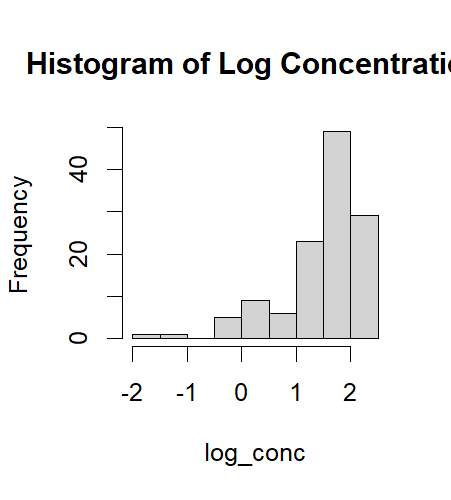 Histogram of Log Concentratio
Frequency
0 20 40
-2 -1 0 1 2
log_conc